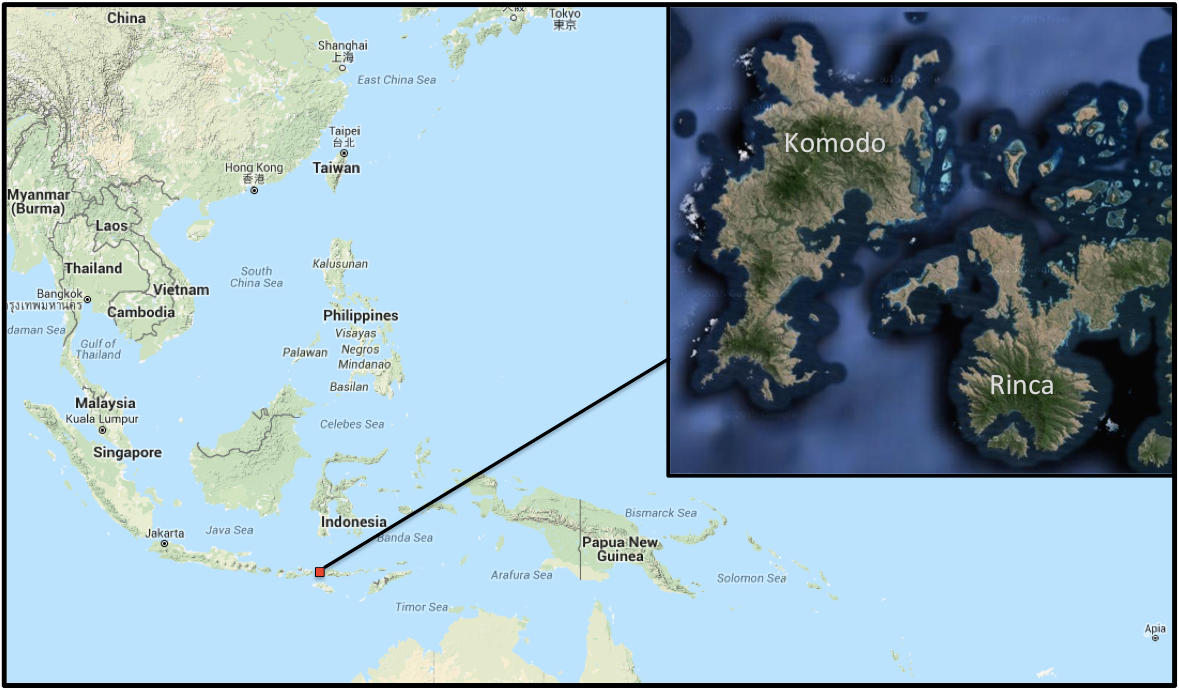 China
Tokyo
東京
大阪
Shanghai
上海
East China Sea
Taipei
台北
Taiwan
Hong Kong
香港
Myanmar
(Burma)
Laos
Thailand
Vietnam
South
China Sea
Kalusunan
Bangkok
กรุงเทพมหานคร
Cambodia
Philippines
Visayas
Negros
Mindanao
Palawan
Basilan
daman Sea
Gulf of
Thailand
Malaysia
Kuala Lumpur
Singapore
Celebes Sea
Indonesia
Java Sea
Jakarta
Banda Sea
Bismarck Sea
Papua New
Guinea
Arafura Sea
Solomon Sea
Timor Sea
Apia
Komodo
Rinca